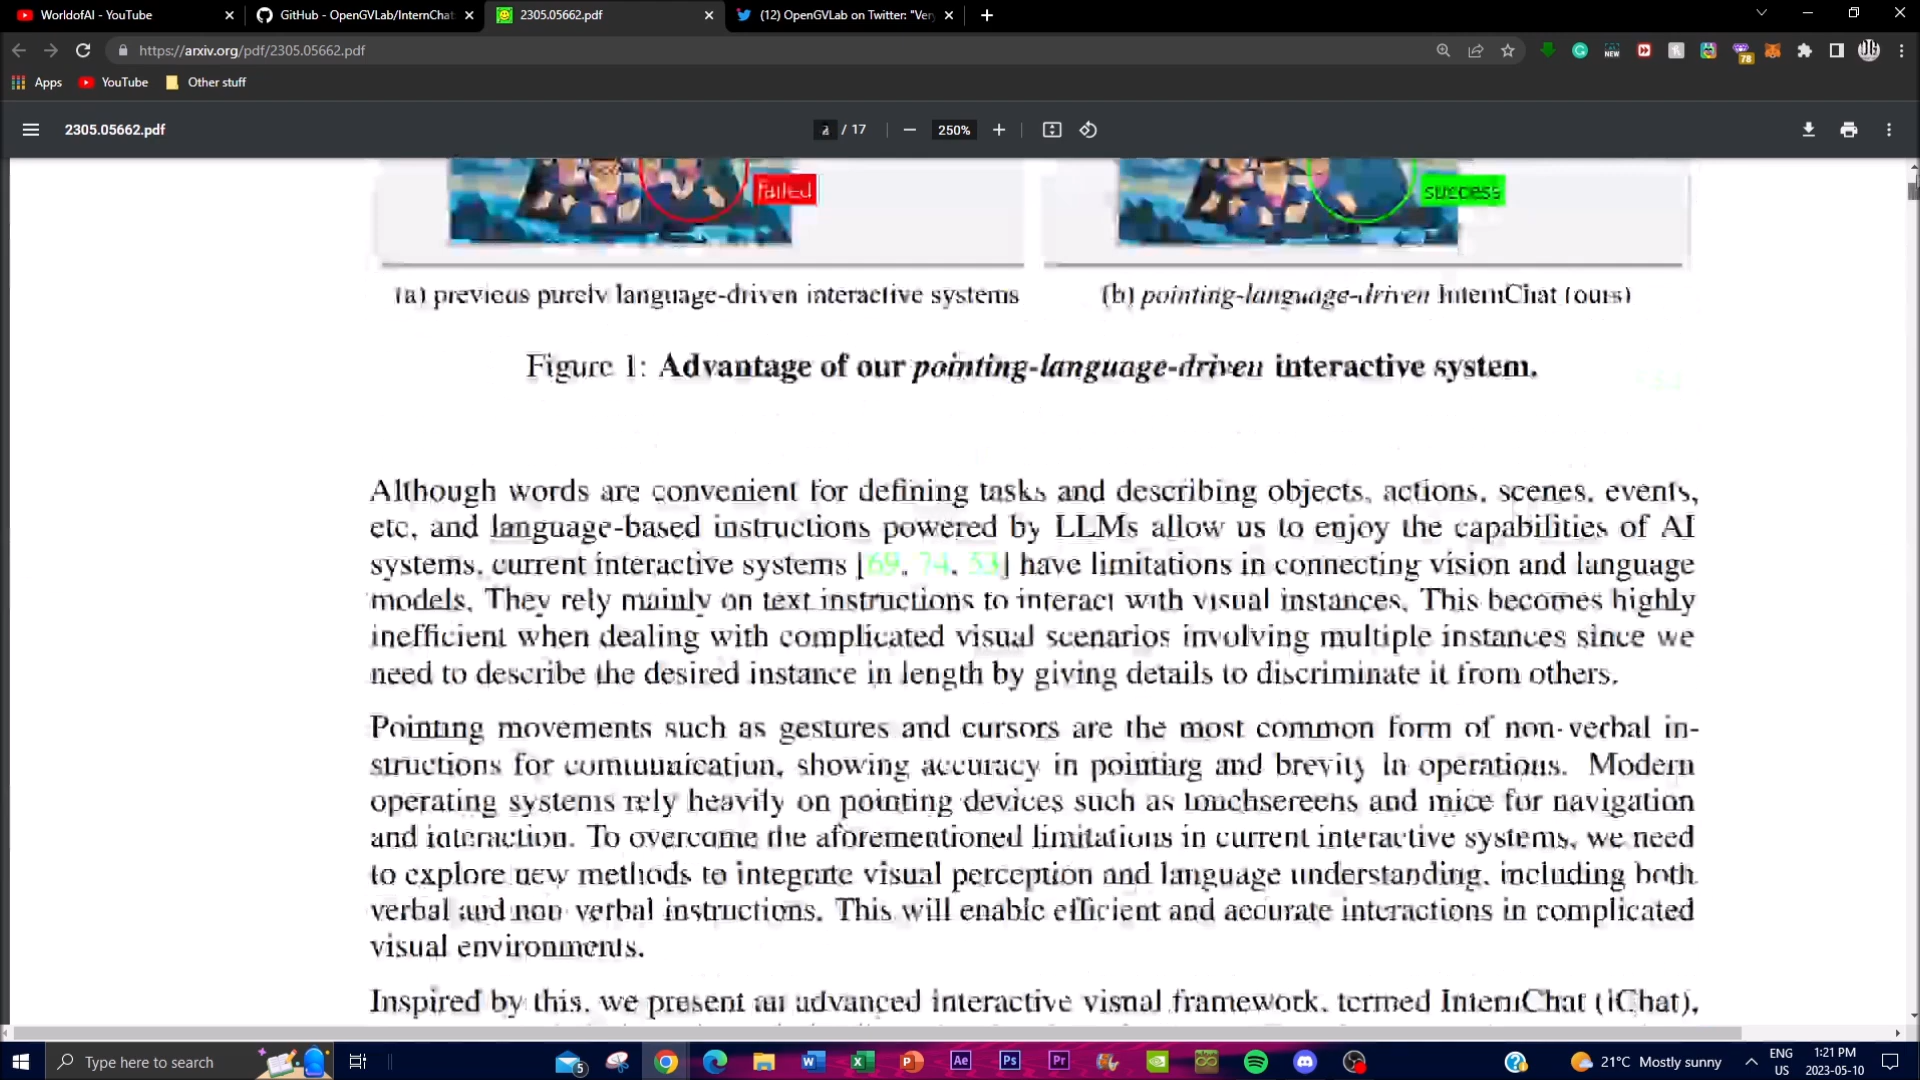 WorldofAI - YouTube
GitHub - OpenGVLab/InternChat
2305.05662.pdf
(12) OpenGVLab on Twitter: "Ver
https://arxiv.org/pdf/2305.05662.pdf
NEW
78
Apps
YouTube
Other stuff
2305.05662.pdf
2 / 17
250%
failed
success
(a) previous purely language-driven interactive systems
(b) pointing-language-driven InternChat (ours)
Figure 1: Advantage of our pointing-language-driven interactive system.
Although words are convenient for defining tasks and describing objects, actions, scenes, events,
etc, and language-based instructions powered by LLMs allow us to enjoy the capabilities of AI
systems, current interactive systems [69, 74, 53] have limitations in connecting vision and language
models. They rely mainly on text instructions to interact with visual instances. This becomes highly
inefficient when dealing with complicated visual scenarios involving multiple instances since we
need to describe the desired instance in length by giving details to discriminate it from others.
Pointing movements such as gestures and cursors are the most common form of non-verbal in-
structions for communication, showing accuracy in pointing and brevity in operations. Modern
operating systems rely heavily on pointing devices such as touchscreens and mice for navigation
and interaction. To overcome the aforementioned limitations in current interactive systems, we need
to explore new methods to integrate visual perception and language understanding, including both
verbal and non-verbal instructions. This will enable efficient and accurate interactions in complicated
visual environments.
Inspired by this, we present an advanced interactive visual framework, termed InternChat (iChat),
Type here to search
5
Ae
Ps
Pr
21°C Mostly sunny
ENG
US
1:21 PM
2023-05-10